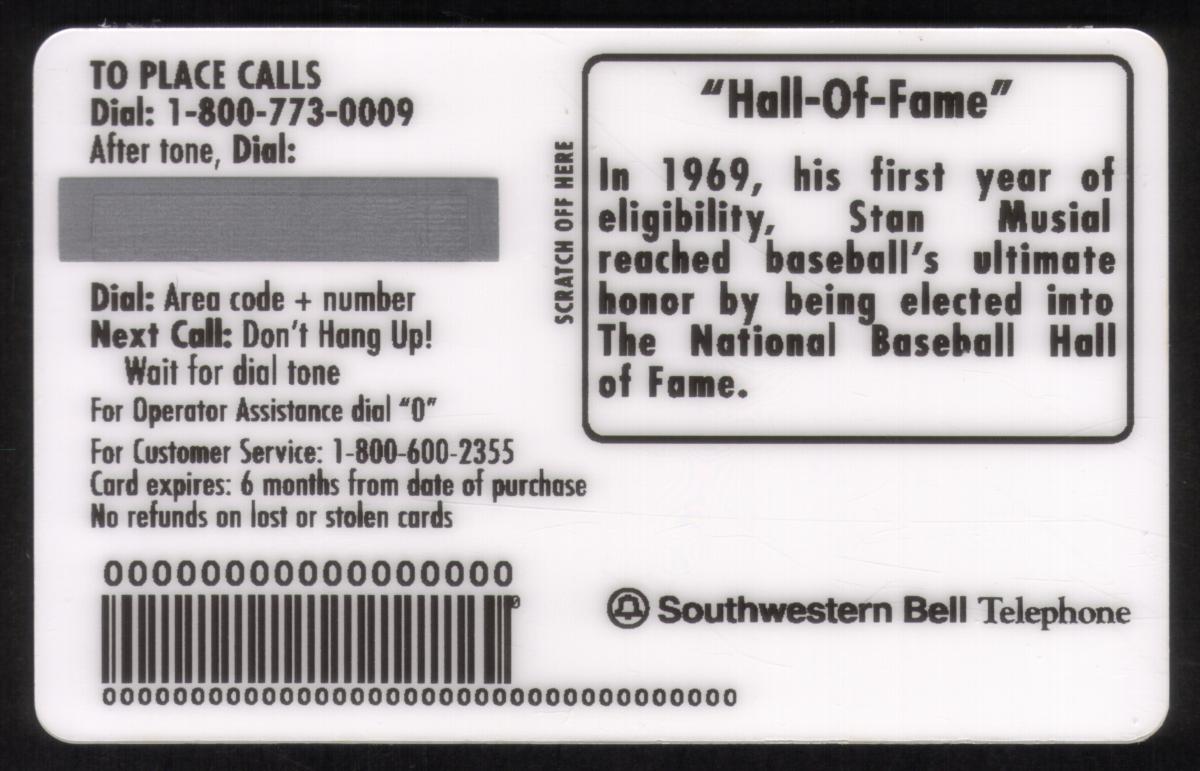 TO PLACE CALLS
Dial: 1-800-773-0009
After tone, Dial:
SCRATCH OFF HERE
Dial: Area code + number
Next Call: Don't Hang Up!
Wait for dial tone
For Operator Assistance dial "0"
For Customer Service: 1-800-600-2355
Card expires: 6 months from date of purchase
No refunds on lost or stolen cards
00000000000000000
0
000000000000000000000000000000000
"Hall-Of-Fame"
In 1969, his first year of
eligibility, Stan Musial
reached baseball's ultimate
honor by being elected into
The National Baseball Hall
of Fame.
Southwestern Bell Telephone